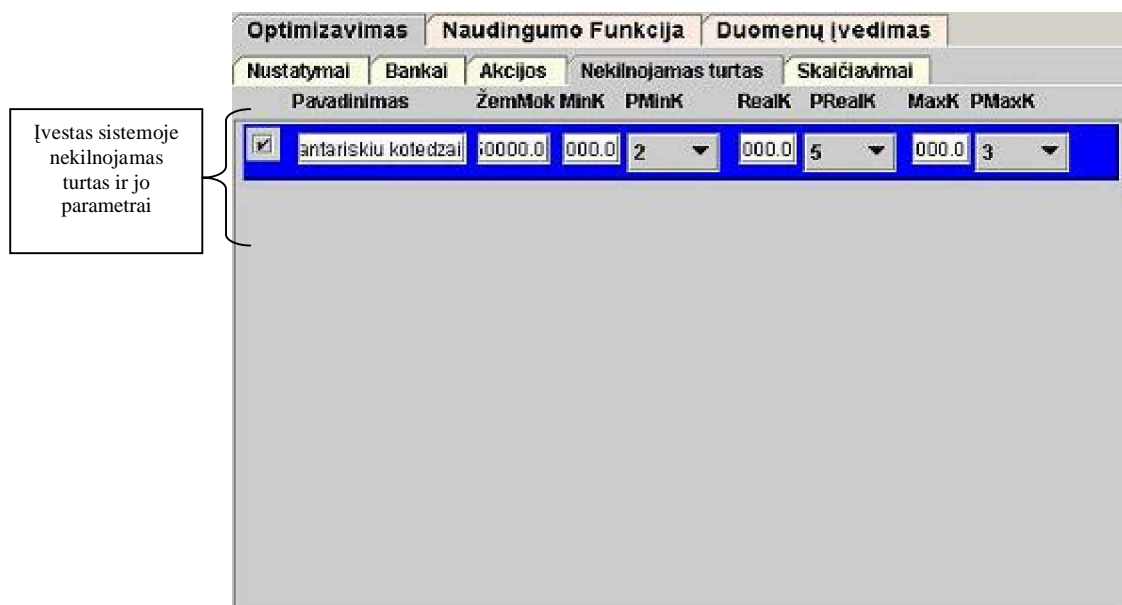 Optimizavimas Naudingumo Funkcija Duomenų įvedimas
Nustatymai Bankai Akcijos Nekilnojamas turtas Skaičiavimai
Pavadinimas ŽemMok MinK PMinK RealK PRealK MaxK PMaxK
antariskiu kotedzai 0000.0 000.0 2 000.0 5 000.0 3
Įvestas sistemoje
nekilnojamas
turtas ir jo
parametrai